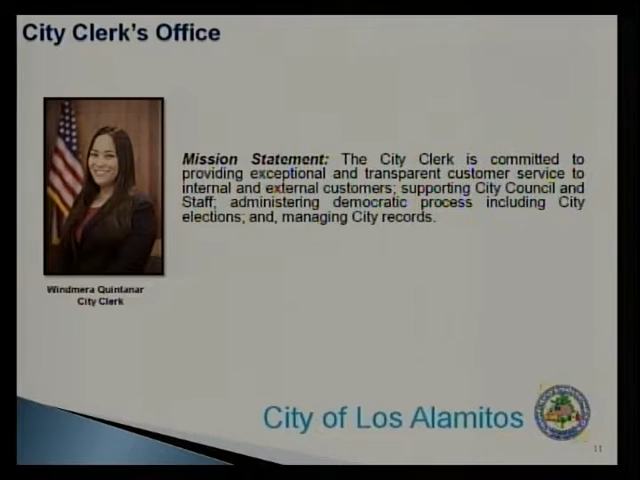 City Clerk's Office
Mission Statement: The City Clerk is committed to
providing exceptional and transparent customer service to
internal and external customers; supporting City Council and
Staff; administering democratic process including City
elections; and, managing City records.
Windmera Quintanar
City Clerk
City of Los Alamitos
11